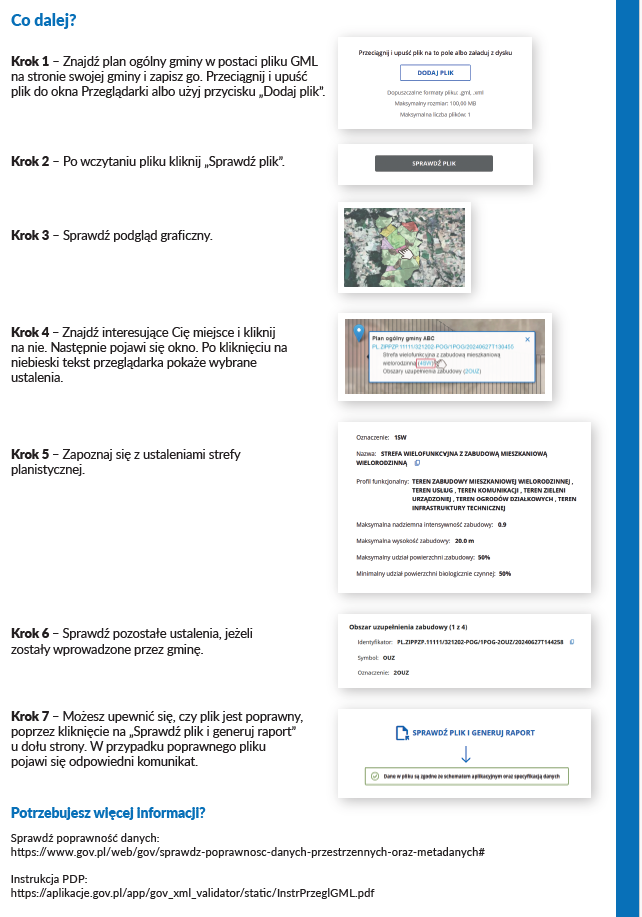 Co dalej?
Krok 1 – Znajdź plan ogólny gminy w postaci pliku GML
na stronie swojej gminy i zapisz go. Przeciągnij i upuść
plik do okna Przeglądarki albo użyj przycisku „Dodaj plik”.
Przeciągnij i upuść plik na to pole albo załaduj z dysku
DODAJ PLIK
Dopuszczalne formaty pliku: .gml, .xml
Maksymalny rozmiar: 100,00 MB
Maksymalna liczba plików: 1
Krok 2 – Po wczytaniu pliku kliknij „Sprawdź plik”.
SPRAWDŹ PLIK
Krok 3 – Sprawdź podgląd graficzny.
Krok 4 – Znajdź interesujące Cię miejsce i kliknij
na nie. Następnie pojawi się okno. Po kliknięciu na
niebieski tekst przeglądarka pokaże wybrane
ustalenia.
Plan ogólny gminy ABC
PL.ZIPPZP.11111/321202-POG/1POG/20240627T130455
Strefa wielofunkcyjna z zabudową mieszkaniową
wielorodzinną
Obszary uzupełnienia zabudowy (2OUZ)
Krok 5 – Zapoznaj się z ustaleniami strefy
planistycznej.
Oznaczenie: 1SW
Nazwa: STREFA WIELOFUNKCYJNA Z ZABUDOWĄ MIESZKANIOWĄ
WIELORODZINNĄ
Profil funkcjonalny: TEREN ZABUDOWY MIESZKANIOWEJ WIELORODZINNEJ ,
TEREN USŁUG , TEREN KOMUNIKACJI , TEREN ZIELENI
URZĄDZONEJ , TEREN OGRODÓW DZIAŁKOWYCH , TEREN
INFRASTRUKTURY TECHNICZNEJ
Maksymalna nadziemna intensywność zabudowy: 0.9
Maksymalna wysokość zabudowy: 20.0 m
Maksymalny udział powierzchni zabudowy: 50%
Minimalny udział powierzchni biologicznie czynnej: 50%
Krok 6 – Sprawdź pozostałe ustalenia, jeżeli
zostały wprowadzone przez gminę.
Obszar uzupełnienia zabudowy (1 z 4)
Identyfikator: PL.ZIPPZP.11111/321202-POG/1POG-2OUZ/20240627T144258
Symbol: OUZ
Oznaczenie: 2OUZ
Krok 7 – Możesz upewnić się, czy plik jest poprawny,
poprzez kliknięcie na „Sprawdź plik i generuj raport”
u dołu strony. W przypadku poprawnego pliku
pojawi się odpowiedni komunikat.
SPRAWDŹ PLIK I GENERUJ RAPORT
Dane w pliku są zgodne ze schematem aplikacyjnym oraz specyfikacją danych
Potrzebujesz więcej informacji?
Sprawdź poprawność danych:
https://www.gov.pl/web/gov/sprawdz-poprawnosc-danych-przestrzennych-oraz-metadanych#
Instrukcja PDP:
https://aplikacje.gov.pl/app/gov_xml_validator/static/InstrPrzeglGML.pdf